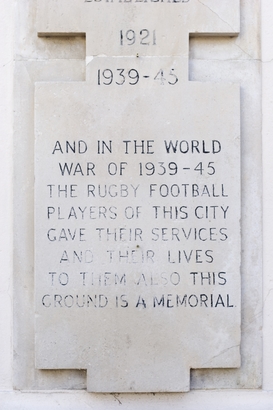 ESTABLISHED
1921
1939-45
AND IN THE WORLD
WAR OF 1939-45
THE RUGBY FOOTBALL
PLAYERS OF THIS CITY
GAVE THEIR SERVICES
AND THEIR LIVES
TO THEM ALSO THIS
GROUND IS A MEMORIAL